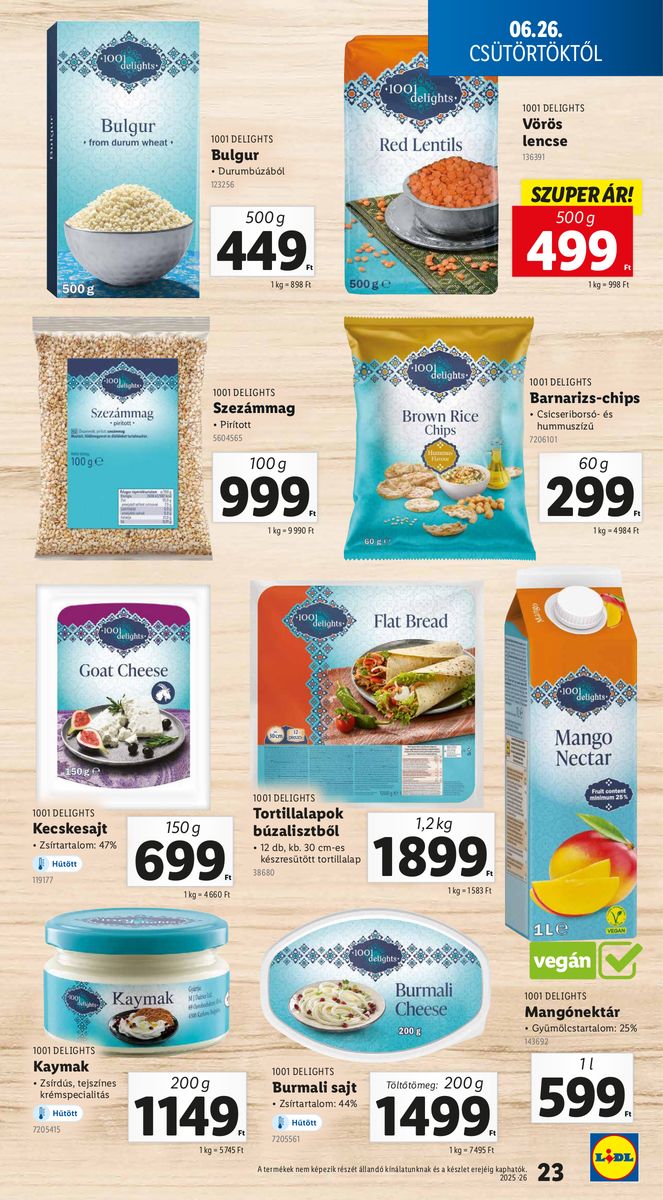 06.26.
CSÜTÖRTÖKTŐL
1001
delights
Bulgur
from durum wheat
Bulgur
500 g
1001 DELIGHTS
Bulgur
• Durumbúzából
123256
500 g
449 Ft
1 kg = 898 Ft
1001
delights
Red Lentils
500 g e
1001 DELIGHTS
Vörös
lencse
136391
SZUPER ÁR!
500 g
499 Ft
1 kg = 998 Ft
1001
delights
Szezámmag
• pirított •
100 g e
1001 DELIGHTS
Szezámmag
• Pirított
5604565
100 g
999 Ft
1 kg = 9 990 Ft
1001
delights
Brown Rice
Chips
Hummus
Flavour
60 g e
1001 DELIGHTS
Barnarizs-chips
• Csicseriborsó- és
hummuszízű
7206101
60 g
299 Ft
1 kg = 4 984 Ft
1001
delights
Goat Cheese
150 g e
1001 DELIGHTS
Kecskesajt
• Zsírtartalom: 47%
Hűtött
119177
150 g
699 Ft
1 kg = 4 660 Ft
1001
delights
Flat Bread
30cm
12
1001 DELIGHTS
Tortillalapok
búzalisztből
• 12 db, kb. 30 cm-es
készresütött tortillalap
38680
1,2 kg
1899 Ft
1 kg = 1 583 Ft
Mango
1001
delights
Mango
Nectar
Fruit content
minimum 25%
1L e
VEGAN
vegán
1001 DELIGHTS
Mangónektár
• Gyümölcstartalom: 25%
143692
1 l
599 Ft
1001
delights
Kaymak
1001 DELIGHTS
Kaymak
• Zsírdús, tejszínes
krémspecialitás
Hűtött
7205415
200 g
1149 Ft
1 kg = 5 745 Ft
1001
delights
Burmali
Cheese
200 g
1001 DELIGHTS
Burmali sajt
• Zsírtartalom: 44%
Hűtött
7205561
Töltőtömeg: 200 g
1499 Ft
1 kg = 7 495 Ft
A termékek nem képezik részét állandó kínálatunknak és a készlet erejéig kaphatók.
2025/26
23
LIDL